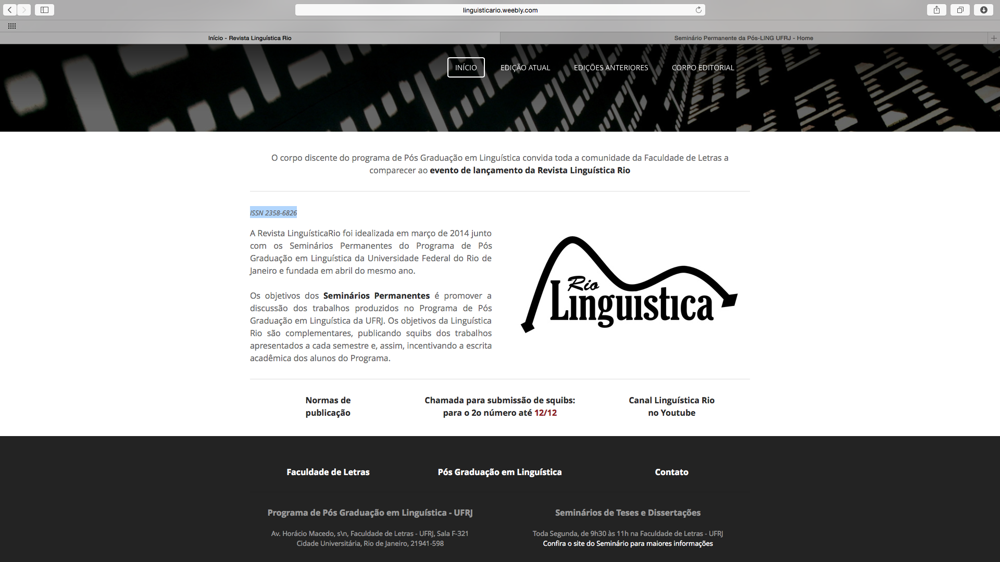 linguisticario.weebly.com
Início - Revista Linguística Rio
Seminário Permanente da Pós-LING UFRJ - Home
INÍCIO
EDIÇÃO ATUAL
EDIÇÕES ANTERIORES
CORPO EDITORIAL
O corpo discente do programa de Pós Graduação em Linguística convida toda a comunidade da Faculdade de Letras a
comparecer ao evento de lançamento da Revista Linguística Rio
ISSN 2358-6826
A Revista LinguísticaRio foi idealizada em março de 2014 junto
com os Seminários Permanentes do Programa de Pós
Graduação em Linguística da Universidade Federal do Rio de
Janeiro e fundada em abril do mesmo ano.
Os objetivos dos Seminários Permanentes é promover a
discussão dos trabalhos produzidos no Programa de Pós
Graduação em Linguística da UFRJ. Os objetivos da Linguística
Rio são complementares, publicando squibs dos trabalhos
apresentados a cada semestre e, assim, incentivando a escrita
acadêmica dos alunos do Programa.
Rio
Linguistica
Normas de
publicação
Chamada para submissão de squibs:
para o 2o número até 12/12
Canal Linguística Rio
no Youtube
Faculdade de Letras
Pós Graduação em Linguística
Contato
Programa de Pós Graduação em Linguística - UFRJ
Av. Horácio Macedo, s\n, Faculdade de Letras - UFRJ, Sala F-321
Cidade Universitária, Rio de Janeiro, 21941-598
Seminários de Teses e Dissertações
Toda Segunda, de 9h30 às 11h na Faculdade de Letras - UFRJ
Confira o site do Seminário para maiores informações